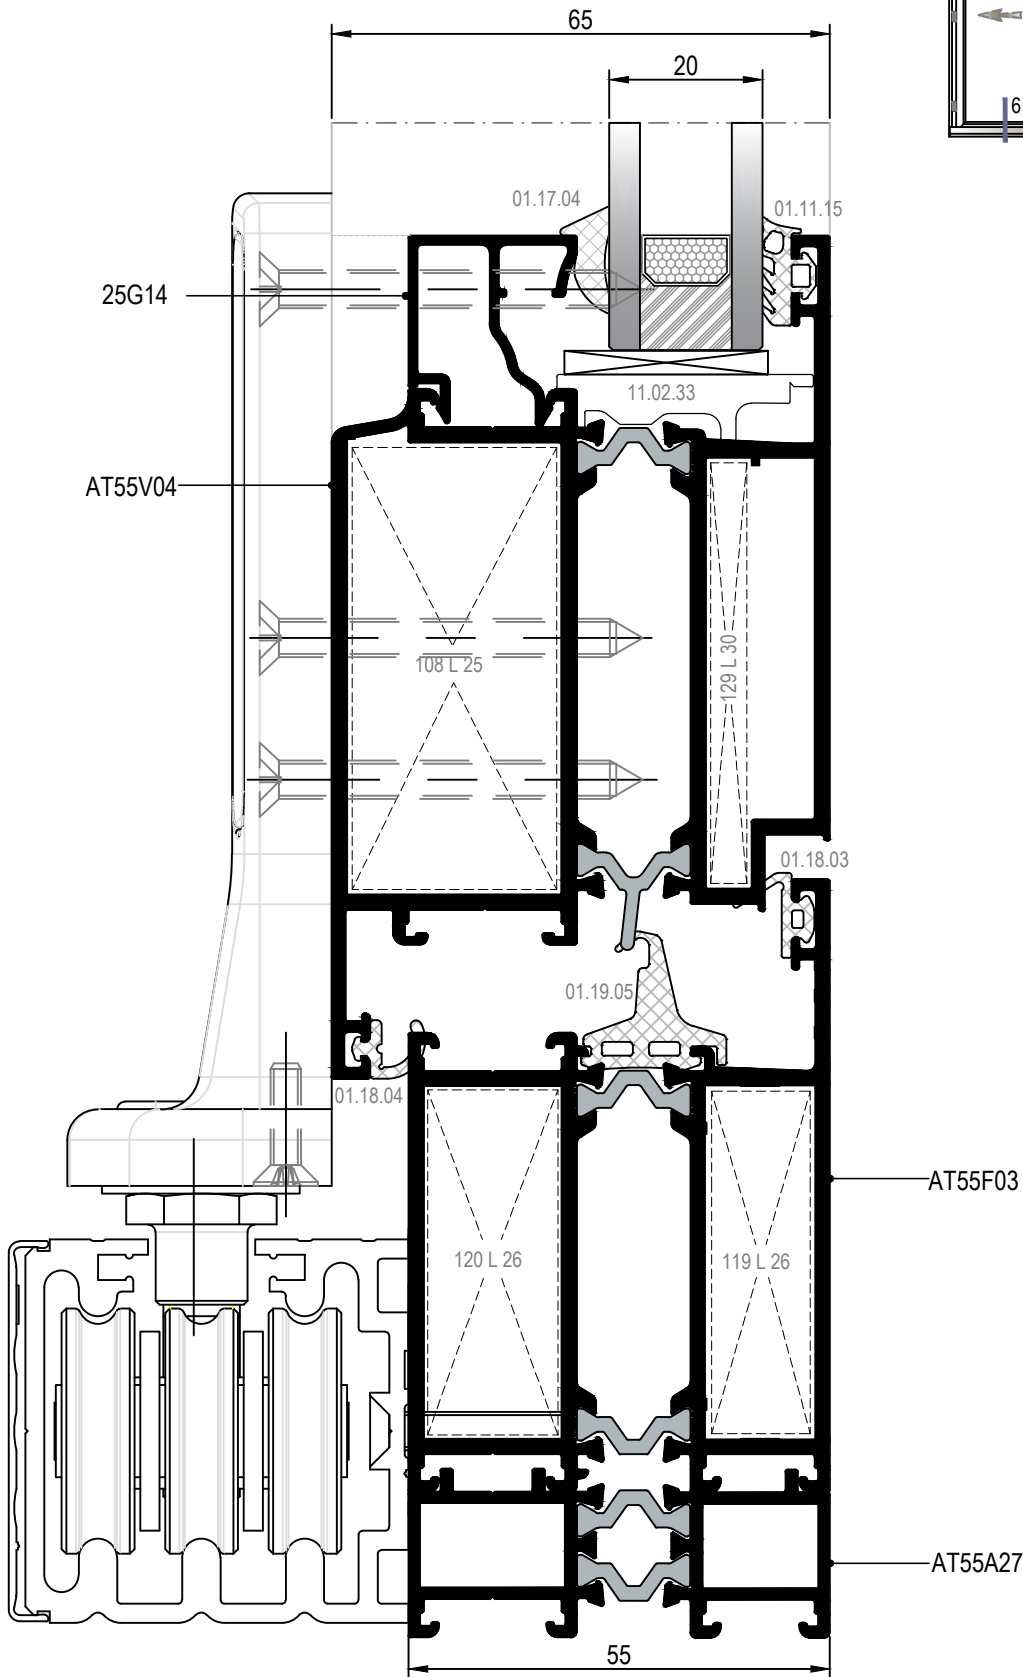 65
20
6
01.17.04
01.11.15
25G14
11.02.33
AT55V04
108 L 25
129 L 30
01.18.03
01.19.05
01.18.04
AT55F03
120 L 26
119 L 26
AT55A27
55